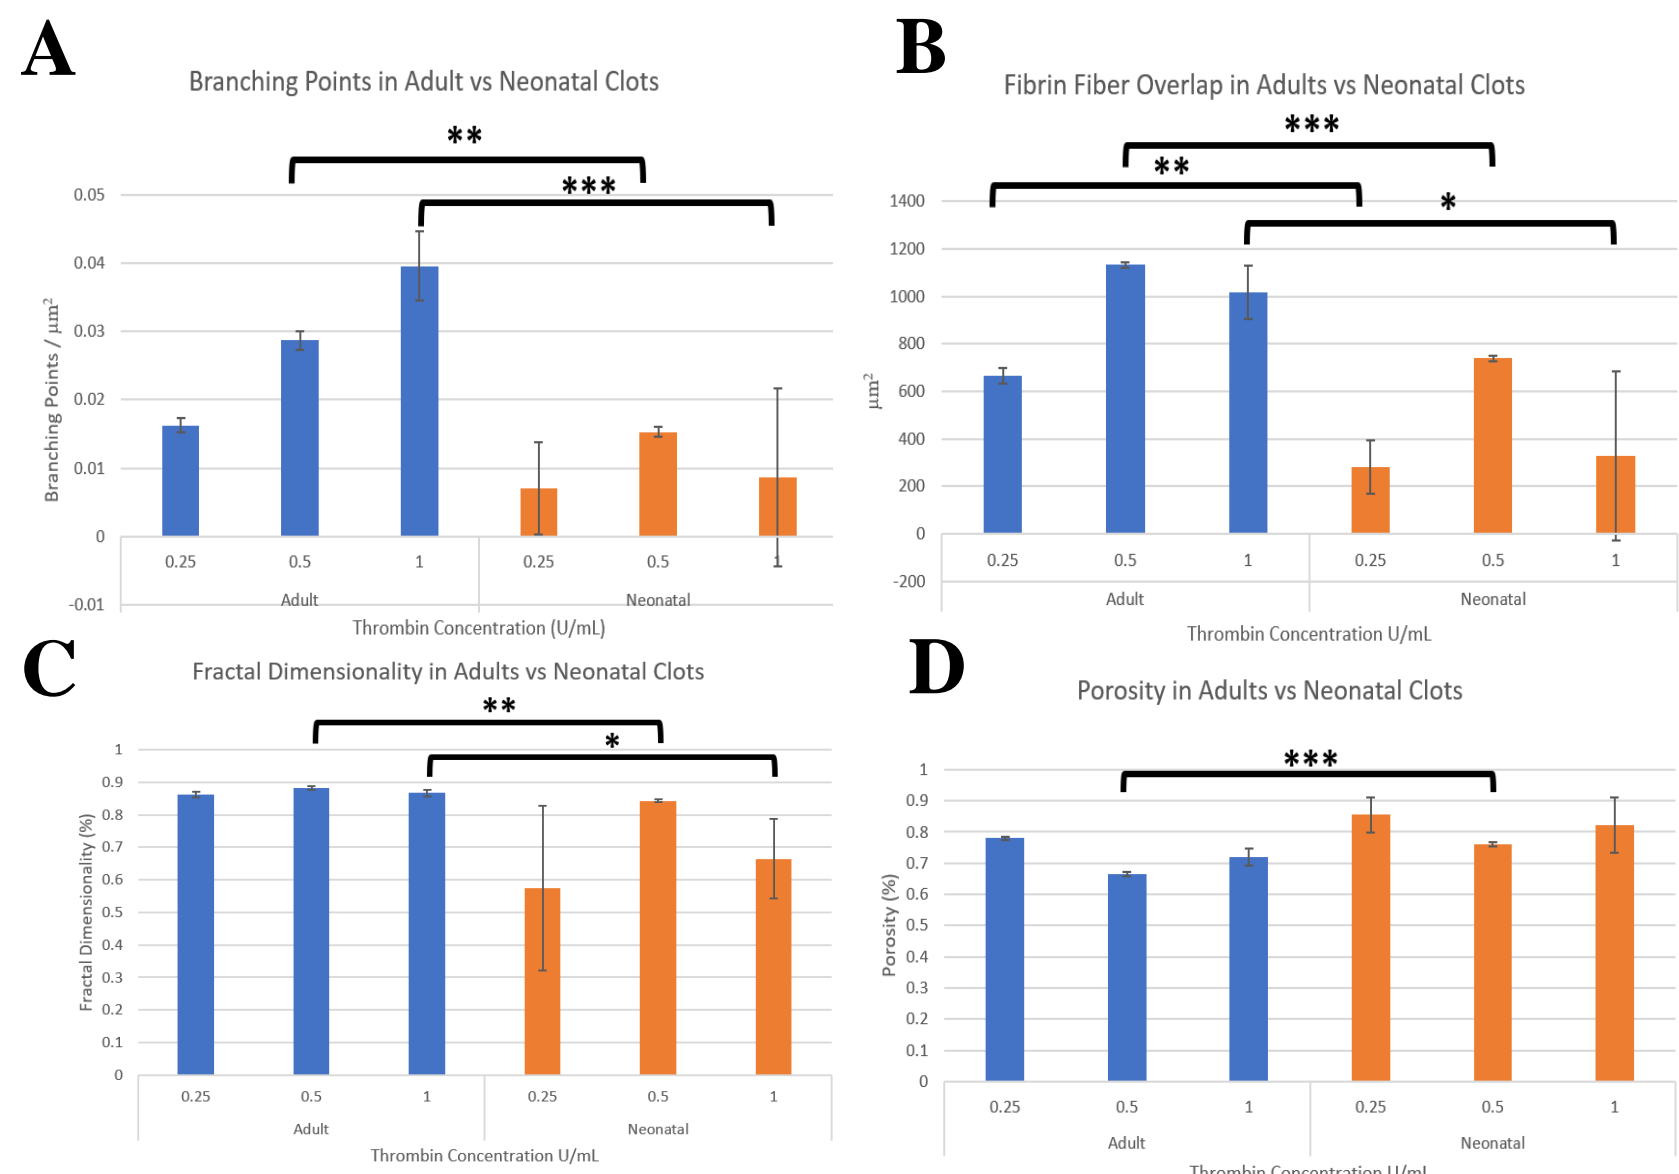 A
Branching Points in Adult vs Neonatal Clots
**
***
0.05
0.04
0.03
0.02
0.01
0
-0.01
Branching Points / μm²
0.25 0.5 1 0.25 0.5 1
Adult Neonatal
Thrombin Concentration (U/mL)
B
Fibrin Fiber Overlap in Adults vs Neonatal Clots
***
**
*
1400
1200
1000
800
600
400
200
0
-200
μm²
0.25 0.5 1 0.25 0.5 1
Adult Neonatal
Thrombin Concentration U/mL
C
Fractal Dimensionality in Adults vs Neonatal Clots
**
*
1
0.9
0.8
0.7
0.6
0.5
0.4
0.3
0.2
0.1
0
Fractal Dimensionality (%)
0.25 0.5 1 0.25 0.5 1
Adult Neonatal
Thrombin Concentration U/mL
D
Porosity in Adults vs Neonatal Clots
***
1
0.9
0.8
0.7
0.6
0.5
0.4
0.3
0.2
0.1
0
Porosity (%)
0.25 0.5 1 0.25 0.5 1
Adult Neonatal
Thrombin Concentration U/mL